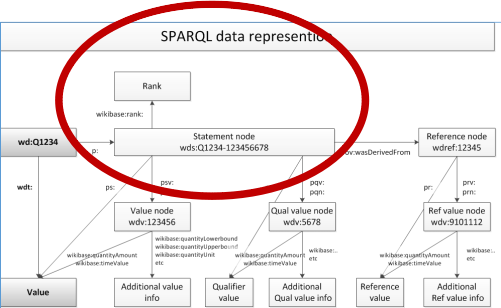 SPARQL data represention
Rank
wikibase:rank:
wd:Q1234
p:
Statement node
wds:Q1234-123456678
ov:wasDerivedFrom
Reference node
wdref:12345
wdt:
ps:
psv:
psn:
pqv:
pqn:
pr:
prv:
prn:
Value node
wdv:123456
Qual value node
wdv:5678
Ref value node
wdv:9101112
wikibase:quantityLowerbound
wikibase:quantityUpperbound
wikibase:quantityUnit
etc
wikibase:..
etc
wikibase:..
etc
wikibase:quantityAmount
wikibase:timeValue
wikibase:quantityAmount
wikibase:timeValue
wikibase:quantityAmount
wikibase:timeValue
Value
Additional value
info
Qualifier
value
Additional
Qual value info
Reference
value
Additional
Ref value info